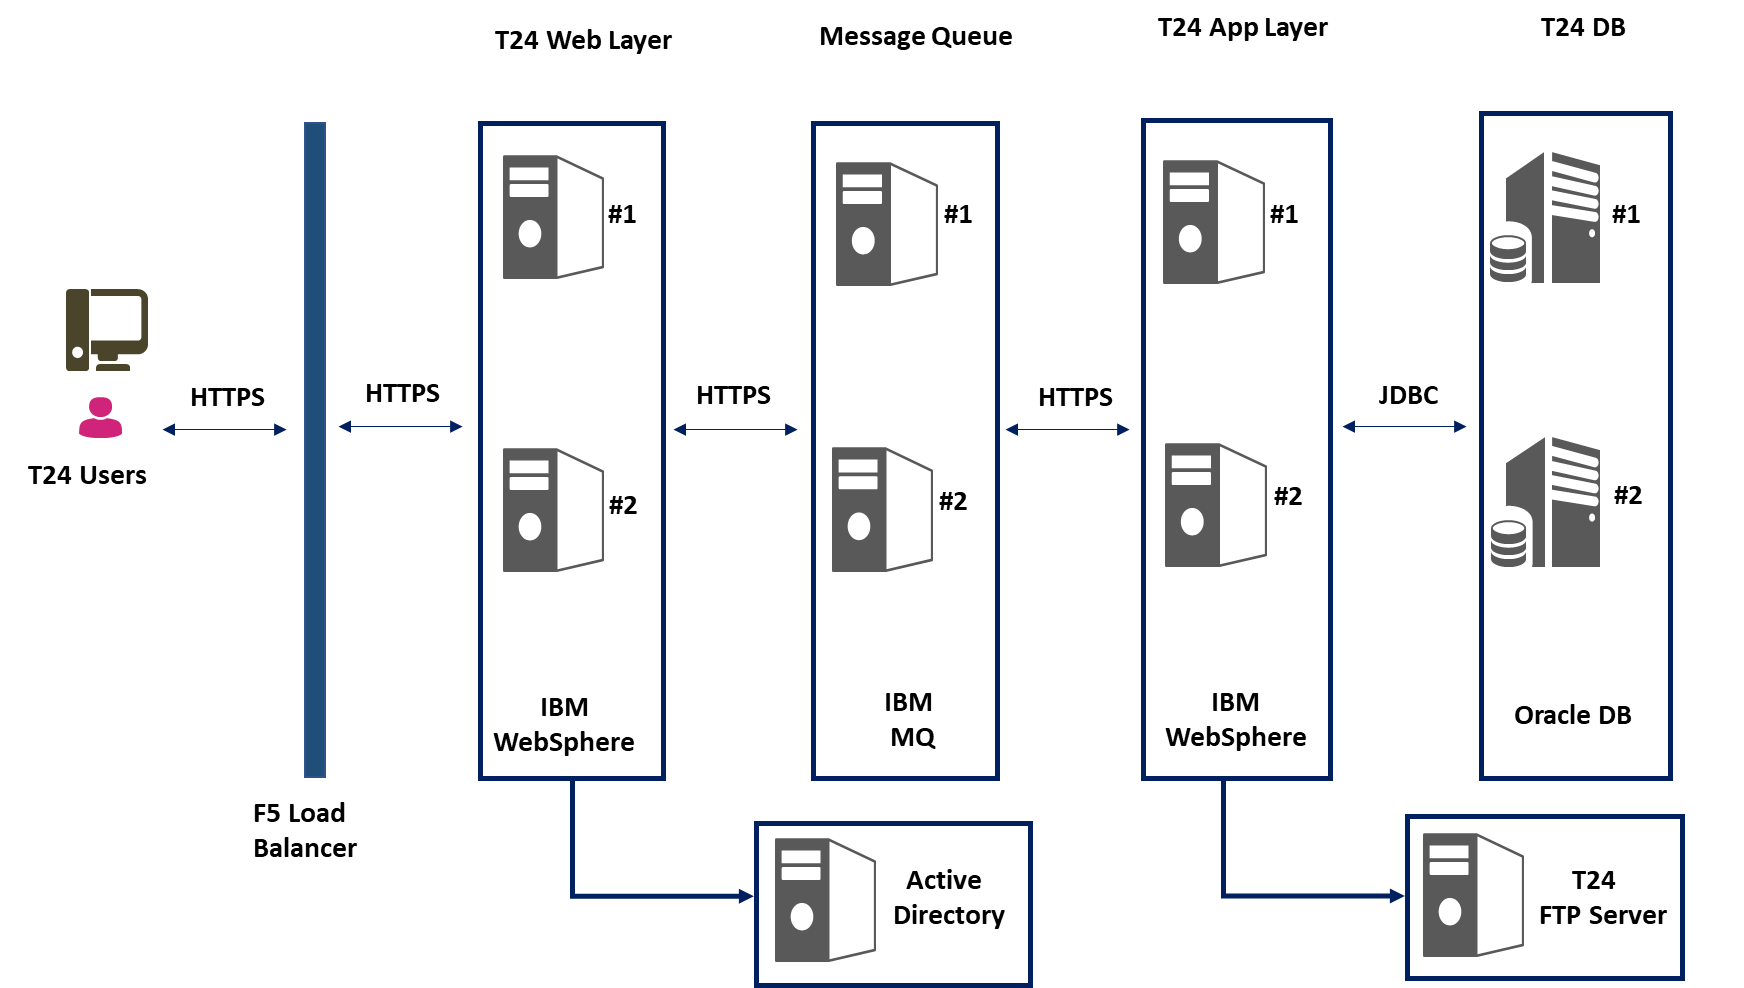 T24 Web Layer
Message Queue
T24 App Layer
T24 DB
#1
#1
#1
#1
HTTPS
HTTPS
HTTPS
HTTPS
JDBC
T24 Users
#2
#2
#2
#2
IBM
WebSphere
IBM
MQ
IBM
WebSphere
Oracle DB
F5 Load
Balancer
Active
Directory
T24
FTP Server